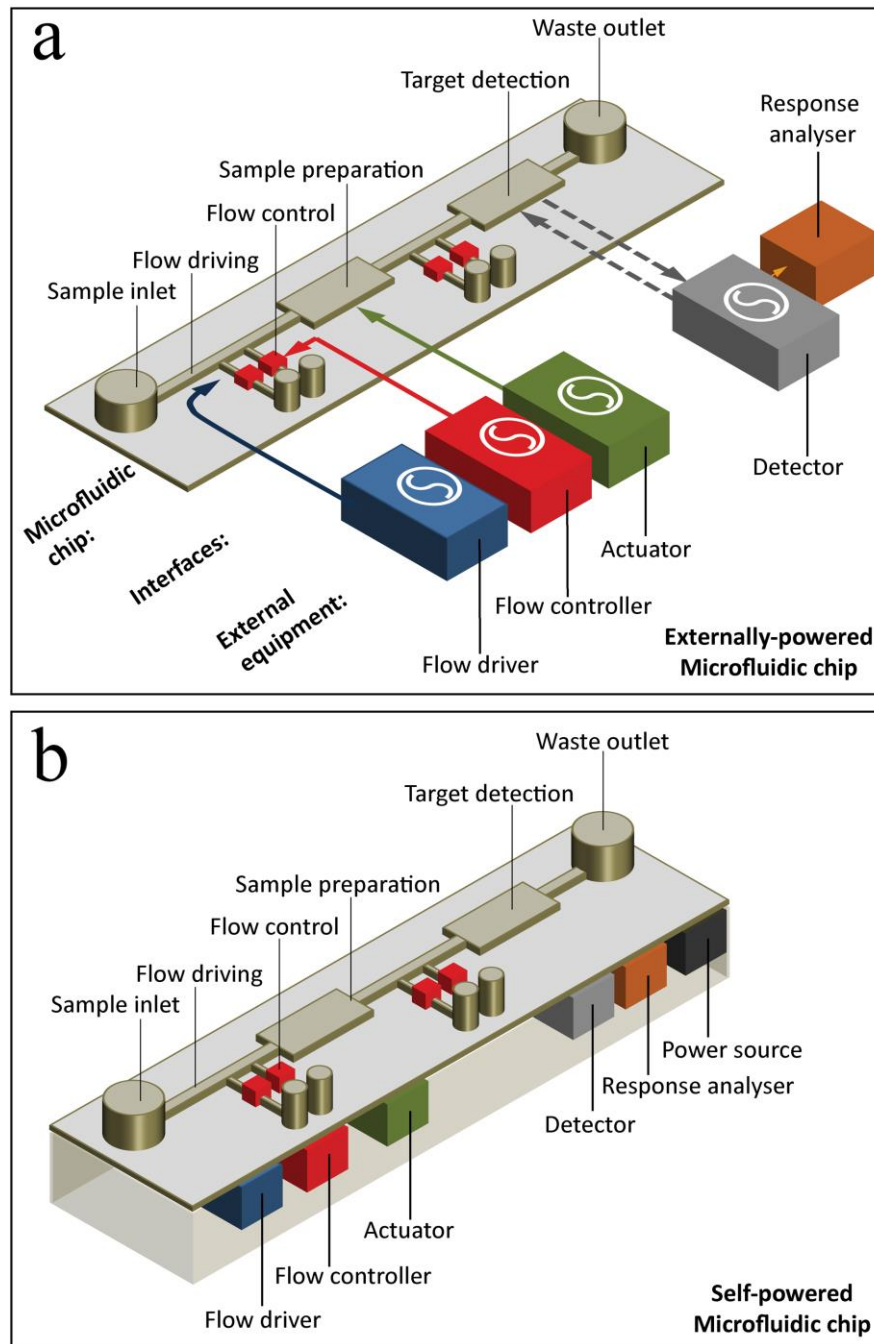 a
Waste outlet
Target detection
Response
analyser
Sample preparation
Flow control
Flow driving
Sample inlet
Detector
Microfluidic
chip:
Interfaces:
External
equipment:
Actuator
Flow controller
Flow driver
Externally-powered
Microfluidic chip
b
Waste outlet
Target detection
Sample preparation
Flow control
Flow driving
Sample inlet
Power source
Response analyser
Detector
Actuator
Flow controller
Flow driver
Self-powered
Microfluidic chip